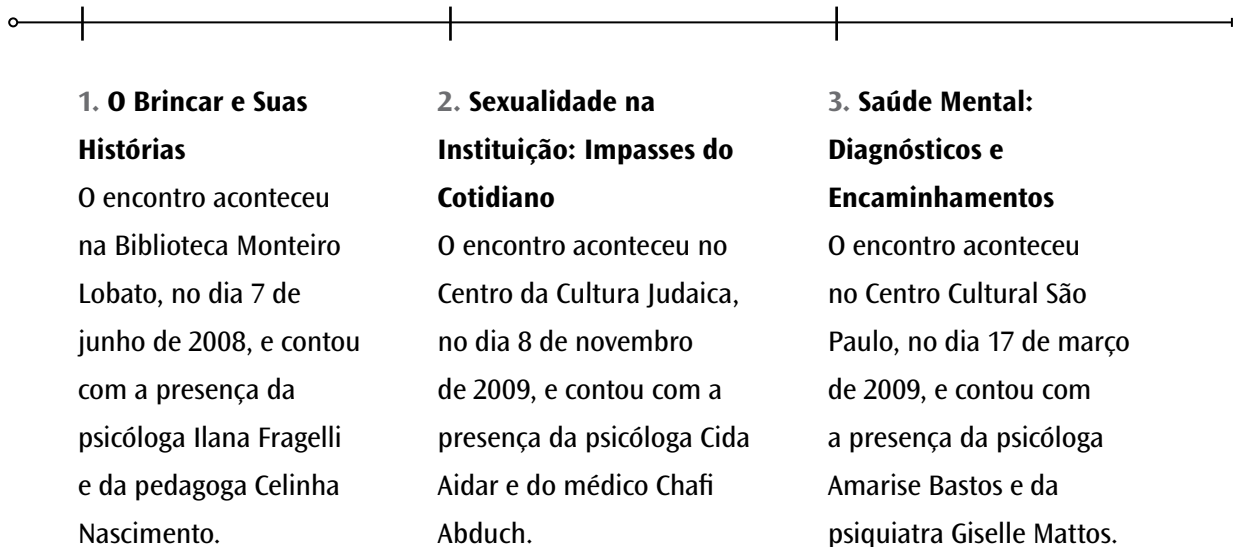 1. O Brincar e Suas
Histórias
O encontro aconteceu
na Biblioteca Monteiro
Lobato, no dia 7 de
junho de 2008, e contou
com a presença da
psicóloga Ilana Fragelli
e da pedagoga Celinha
Nascimento.
2. Sexualidade na
Instituição: Impasses do
Cotidiano
O encontro aconteceu no
Centro da Cultura Judaica,
no dia 8 de novembro
de 2009, e contou com a
presença da psicóloga Cida
Aidar e do médico Chafi
Abduch.
3. Saúde Mental:
Diagnósticos e
Encaminhamentos
O encontro aconteceu
no Centro Cultural São
Paulo, no dia 17 de março
de 2009, e contou com
a presença da psicóloga
Amarise Bastos e da
psiquiatra Giselle Mattos.